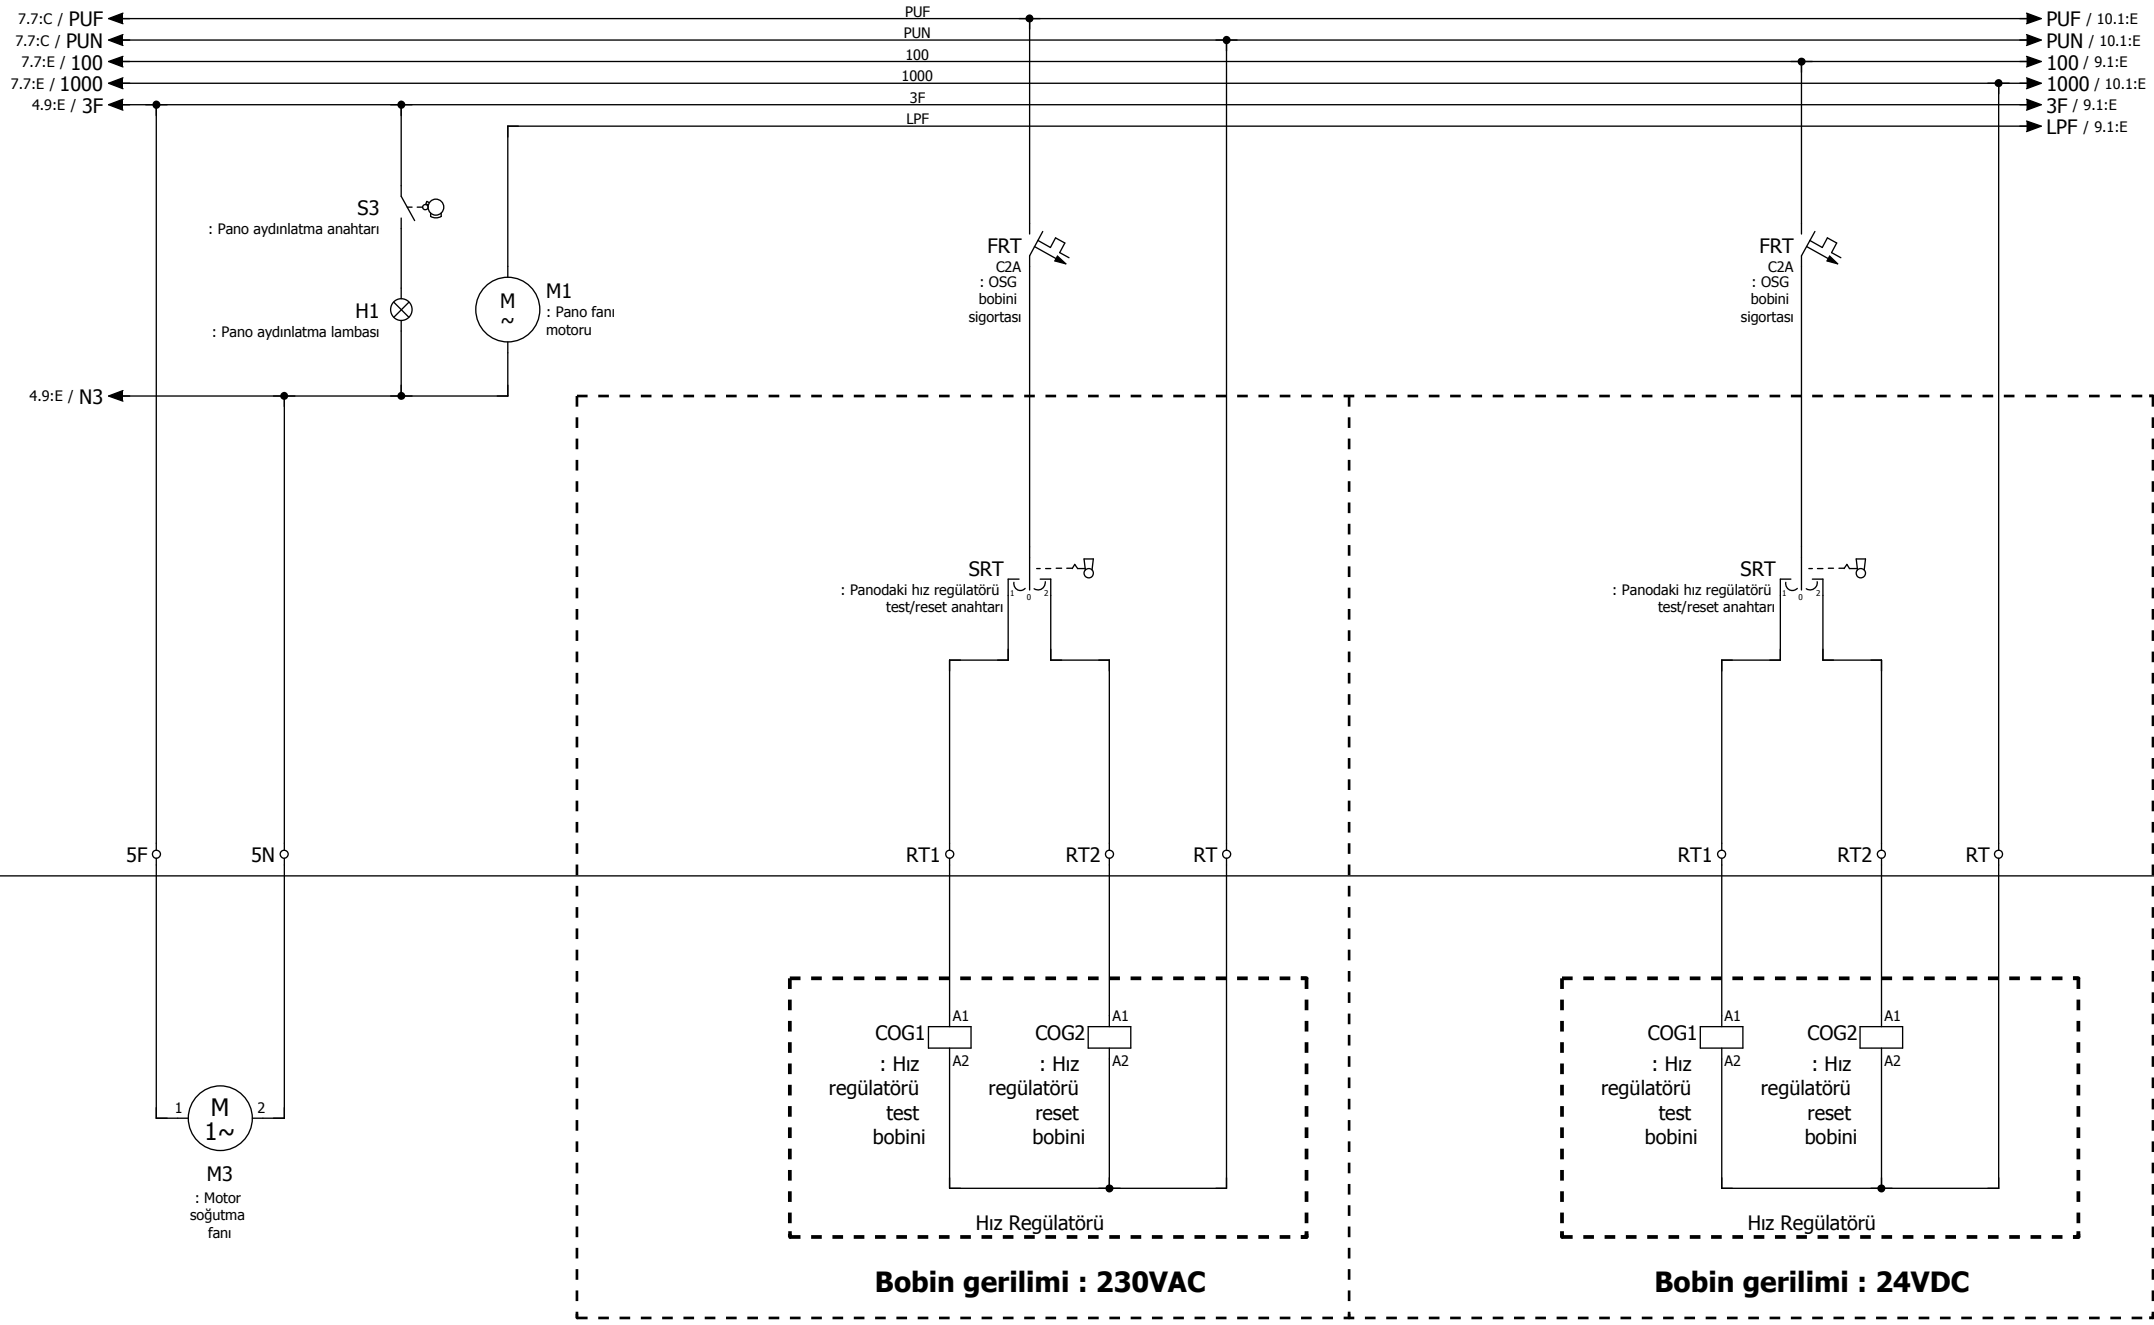 7.7:C / PUF
PUF
PUF / 10.1:E
7.7:C / PUN
PUN
PUN / 10.1:E
7.7:E / 100
100
100 / 9.1:E
7.7:E / 1000
1000
1000 / 10.1:E
4.9:E / 3F
3F
3F / 9.1:E
LPF
LPF / 9.1:E
S3
: Pano aydınlatma anahtarı
H1
: Pano aydınlatma lambası
M
~
M1
: Pano fanı
motoru
4.9:E / N3
FRT
C2A
: OSG
bobini
sigortası
FRT
C2A
: OSG
bobini
sigortası
SRT
: Panodaki hız regülatörü
test/reset anahtarı
1 0 2
SRT
: Panodaki hız regülatörü
test/reset anahtarı
1 0 2
5F
5N
RT1
RT2
RT
RT1
RT2
RT
1
M
1~
2
M3
: Motor
soğutma
fanı
A1
COG1
A2
: Hız
regülatörü
test
bobini
A1
COG2
A2
: Hız
regülatörü
reset
bobini
Hız Regülatörü
Bobin gerilimi : 230VAC
A1
COG1
A2
: Hız
regülatörü
test
bobini
A1
COG2
A2
: Hız
regülatörü
reset
bobini
Hız Regülatörü
Bobin gerilimi : 24VDC